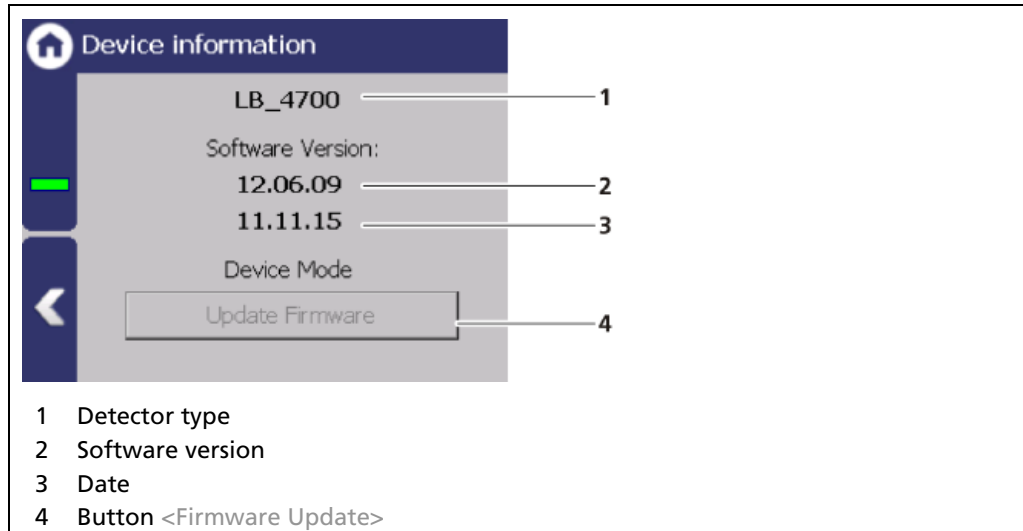 Device information
LB_4700 1
Software Version:
12.06.09 2
11.11.15 3
Device Mode
Update Firmware 4
1 Detector type
2 Software version
3 Date
4 Button <Firmware Update>